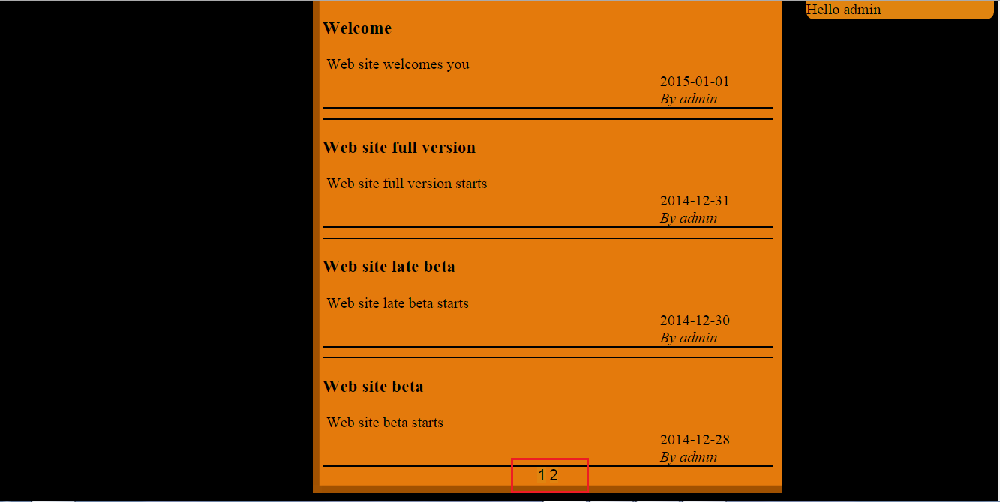 Hello admin
Welcome
Web site welcomes you
2015-01-01
By admin
Web site full version
Web site full version starts
2014-12-31
By admin
Web site late beta
Web site late beta starts
2014-12-30
By admin
Web site beta
Web site beta starts
2014-12-28
By admin
1 2